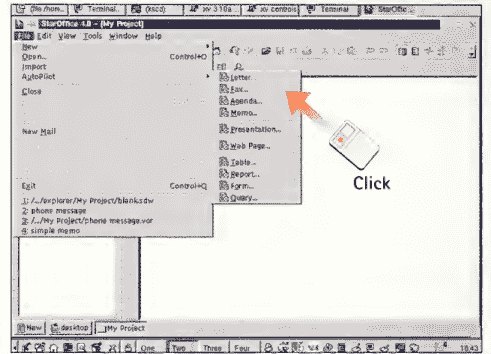 Terminal
(kscd)
xv controls
Terminal
StarOffice
StarOffice 4.0 - [My Project]
File Edit View Tools Window Help
New
Open... Control+O
Import
AutoPilot
Close
New Mail
Exit Control+Q
1: /../explorer/My Project/blank.sdw
2: phone message
3: /../My Project/phone message.vor
4: simple memo
Letter...
Fax...
Agenda...
Memo...
Presentation...
Web Page...
Table...
Report...
Form...
Query...
Click
New desktop My Project
One Two Three Four 18:43